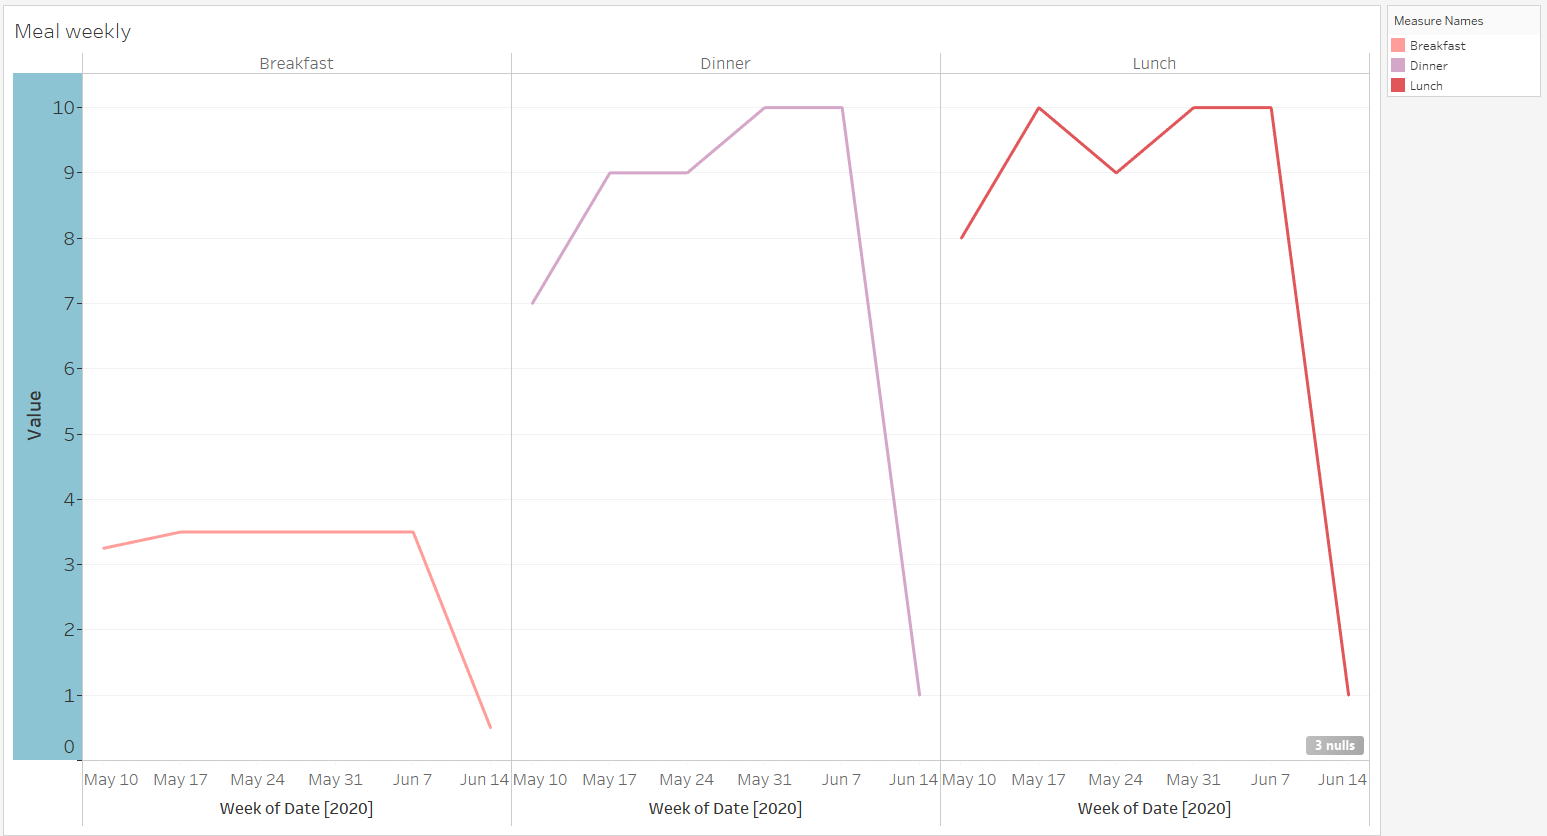 Meal weekly
Measure Names
Breakfast
Dinner
Lunch
Breakfast Dinner Lunch
10
9
8
7
6
5
4
3
2
1
0
Value
3 nulls
May 10 May 17 May 24 May 31 Jun 7 Jun 14 May 10 May 17 May 24 May 31 Jun 7 Jun 14 May 10 May 17 May 24 May 31 Jun 7 Jun 14
Week of Date [2020] Week of Date [2020] Week of Date [2020]